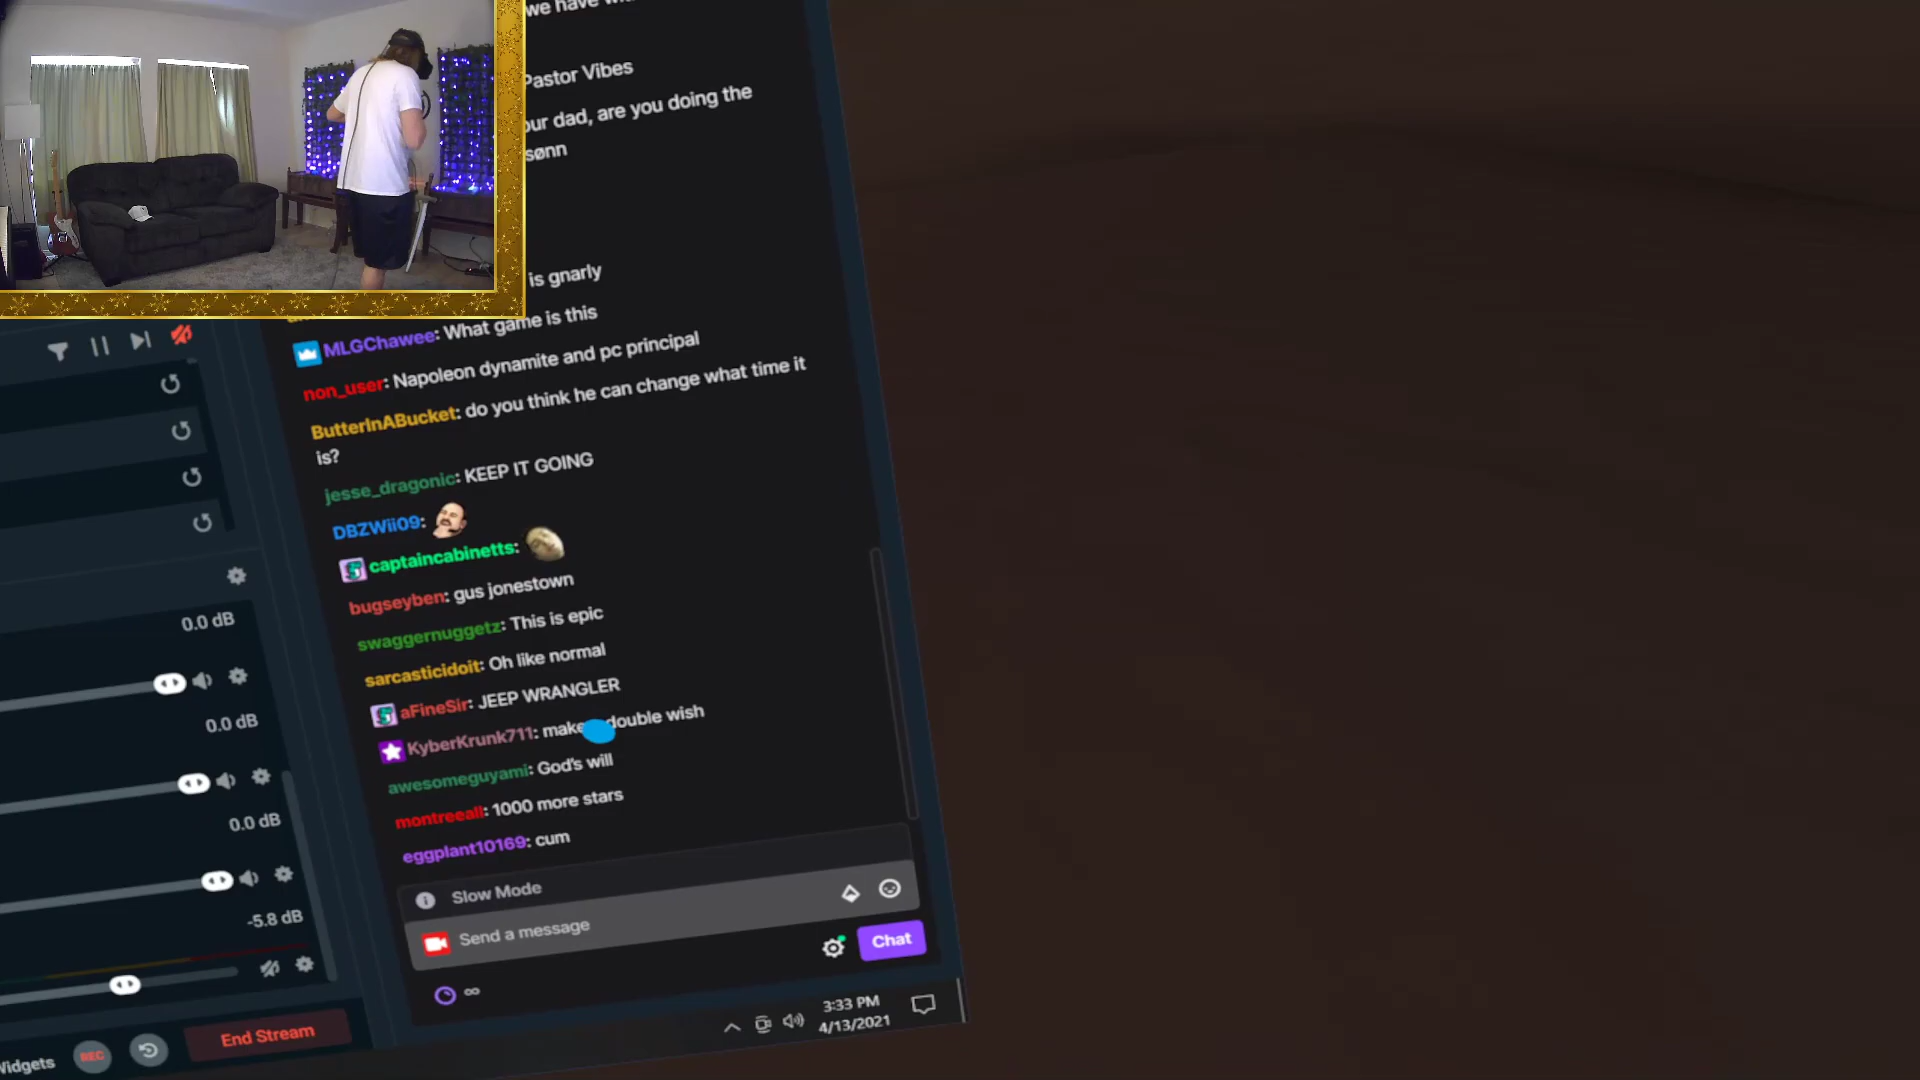 we have
Pastor Vibes
our dad, are you doing the
sønn
is gnarly
MLGChawee: What game is this
non_user: Napoleon dynamite and pc principal
ButterInABucket: do you think he can change what time it
is?
jesse_dragonic: KEEP IT GOING
DBZWii09:
captaincabinetts:
bugseyben: gus jonestown
swaggernuggetz: This is epic
sarcasticidoit: Oh like normal
aFineSir: JEEP WRANGLER
KyberKrunk711: make double wish
awesomeguyami: God's will
montreeall: 1000 more stars
eggplant10169: cum
Slow Mode
Send a message
Chat
∞
0.0 dB
0.0 dB
0.0 dB
-5.8 dB
Widgets
REC
End Stream
3:33 PM
4/13/2021